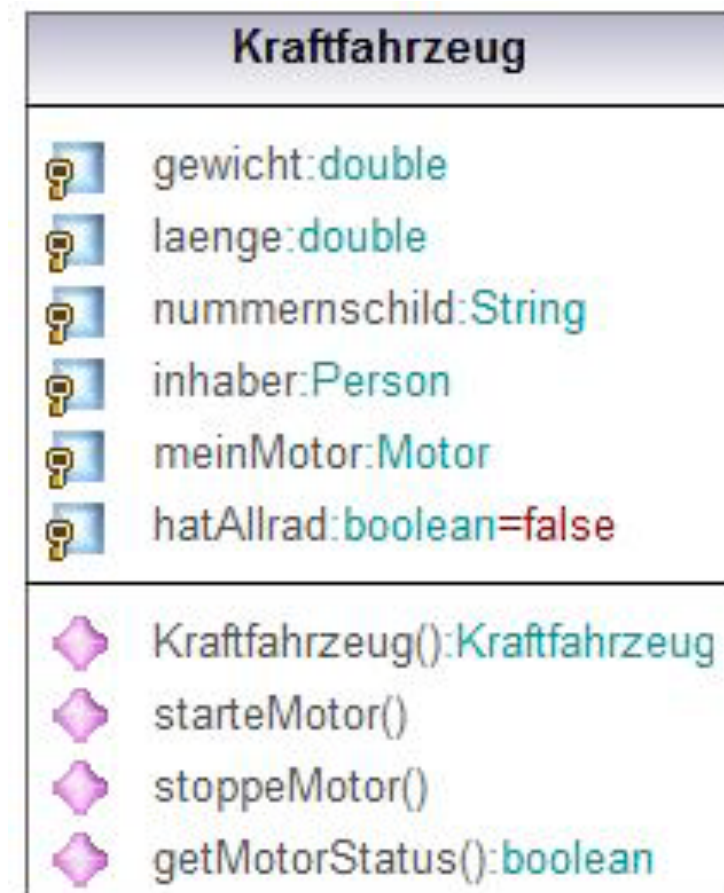 Kraftfahrzeug
gewicht:double
laenge:double
nummernschild:String
inhaber:Person
meinMotor:Motor
hatAllrad:boolean=false
Kraftfahrzeug():Kraftfahrzeug
starteMotor()
stoppeMotor()
getMotorStatus():boolean